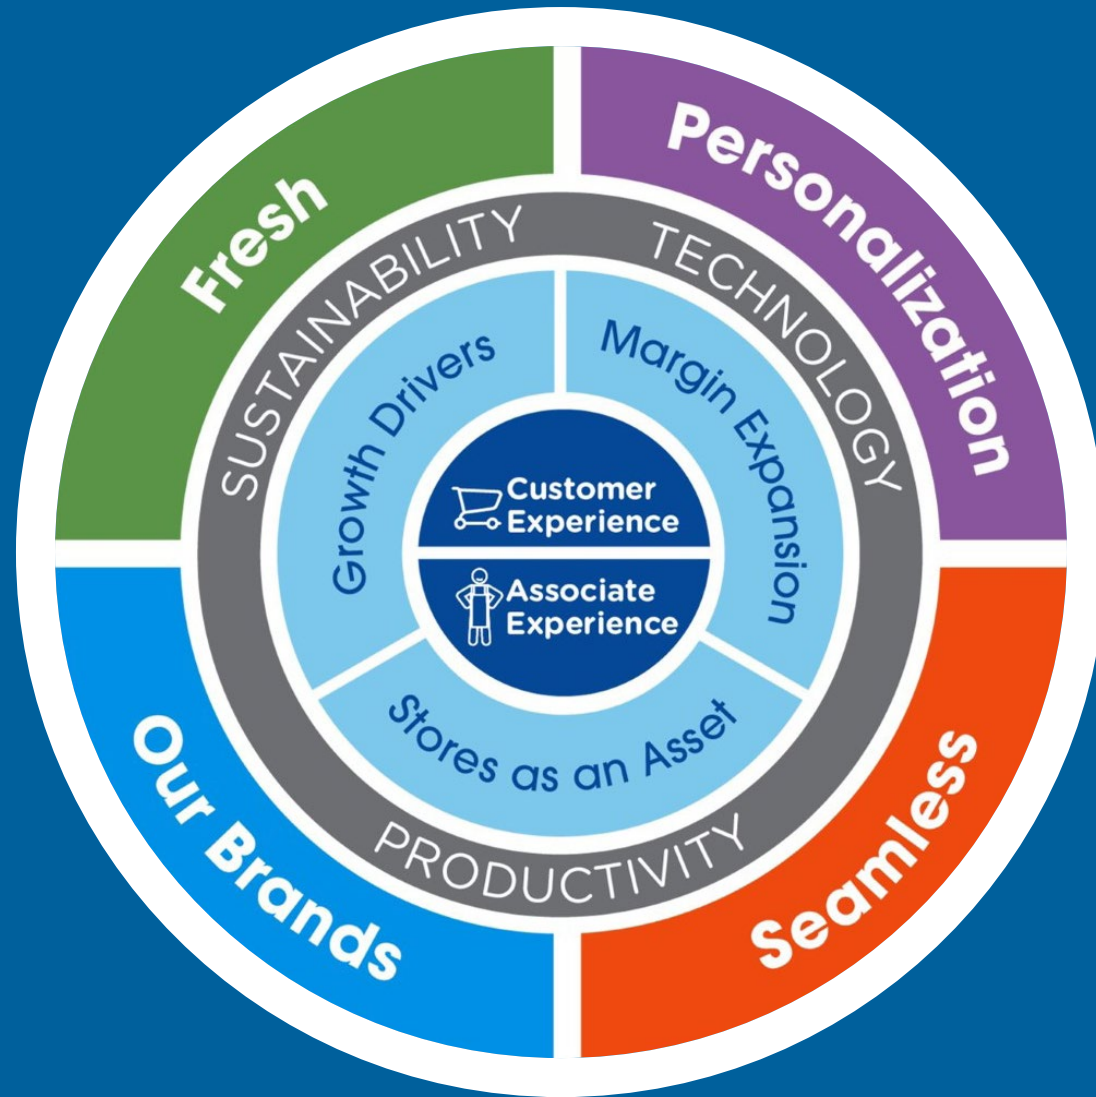 Fresh
Personalization
SUSTAINABILITY
TECHNOLOGY
Growth Drivers
Margin Expansion
Customer
Experience
Associate
Experience
Stores as an Asset
PRODUCTIVITY
Our Brands
Seamless